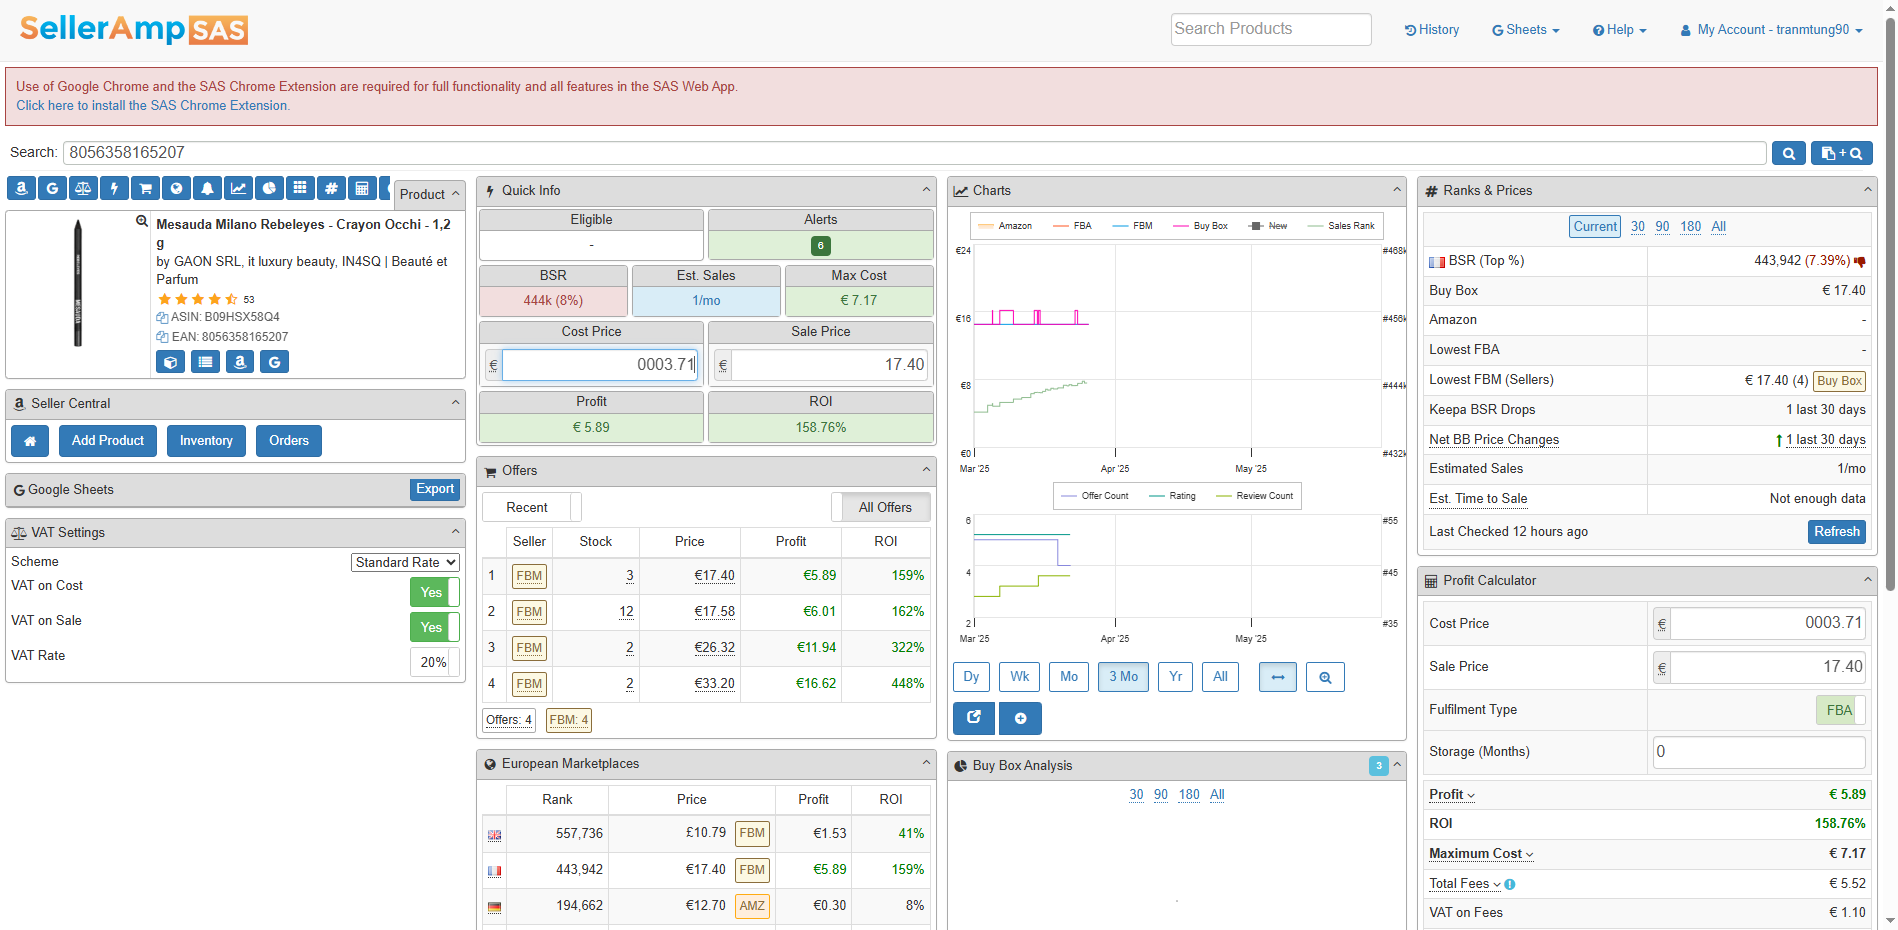 SellerAmp SAS
Search Products
History
Sheets
Help
My Account - tranmtung90
Use of Google Chrome and the SAS Chrome Extension are required for full functionality and all features in the SAS Web App.
Click here to install the SAS Chrome Extension.
Search: 8056358165207
Product
Mesauda Milano Rebeleyes - Crayon Occhi - 1,2 g
by GAON SRL, it luxury beauty, IN4SQ | Beauté et Parfum
53
ASIN: B09HSX58Q4
EAN: 8056358165207
Seller Central
Add Product Inventory Orders
Google Sheets Export
VAT Settings
Scheme Standard Rate
VAT on Cost Yes
VAT on Sale Yes
VAT Rate 20%
Quick Info
Eligible Alerts
- 6
BSR Est. Sales Max Cost
444k (8%) 1/mo € 7.17
Cost Price Sale Price
€ 0003.71 € 17.40
Profit ROI
€ 5.89 158.76%
Offers
Recent All Offers
Seller Stock Price Profit ROI
1 FBM 3 €17.40 €5.89 159%
2 FBM 12 €17.58 €6.01 162%
3 FBM 2 €26.32 €11.94 322%
4 FBM 2 €33.20 €16.62 448%
Offers: 4 FBM: 4
European Marketplaces
Rank Price Profit ROI
557,736 £10.79 FBM €1.53 41%
443,942 €17.40 FBM €5.89 159%
194,662 €12.70 AMZ €0.30 8%
Charts
Amazon FBA FBM Buy Box New Sales Rank
€24 #468k
€16 #456k
€8 #444k
€0 #432k
Mar '25 Apr '25 May '25
Offer Count Rating Review Count
6 #55
4 #45
2 #35
Mar '25 Apr '25 May '25
Dy Wk Mo 3 Mo Yr All
Buy Box Analysis 3
30 90 180 All
Ranks & Prices
Current 30 90 180 All
BSR (Top %) 443,942 (7.39%)
Buy Box € 17.40
Amazon -
Lowest FBA -
Lowest FBM (Sellers) € 17.40 (4) Buy Box
Keepa BSR Drops 1 last 30 days
Net BB Price Changes 1 last 30 days
Estimated Sales 1/mo
Est. Time to Sale Not enough data
Last Checked 12 hours ago Refresh
Profit Calculator
Cost Price € 0003.71
Sale Price € 17.40
Fulfilment Type FBA
Storage (Months) 0
Profit € 5.89
ROI 158.76%
Maximum Cost € 7.17
Total Fees € 5.52
VAT on Fees € 1.10